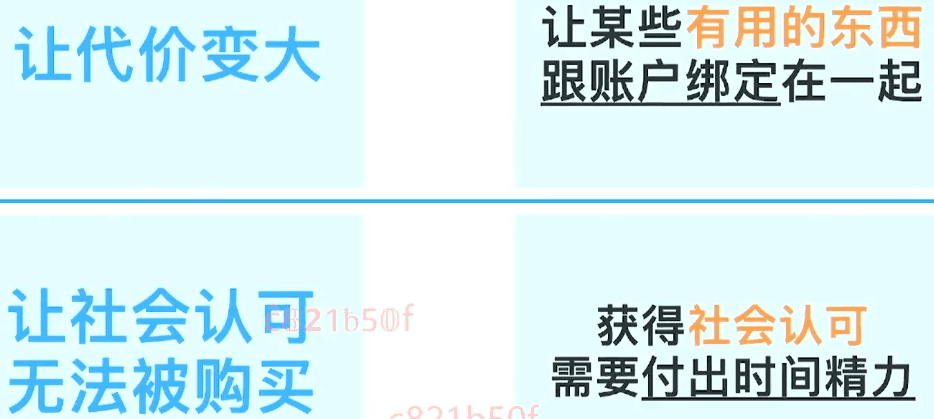 让代价变大
让某些有用的东西
跟账户绑定在一起
让社会认可
无法被购买
c821b50f
获得社会认可
需要付出时间精力
c821b50f